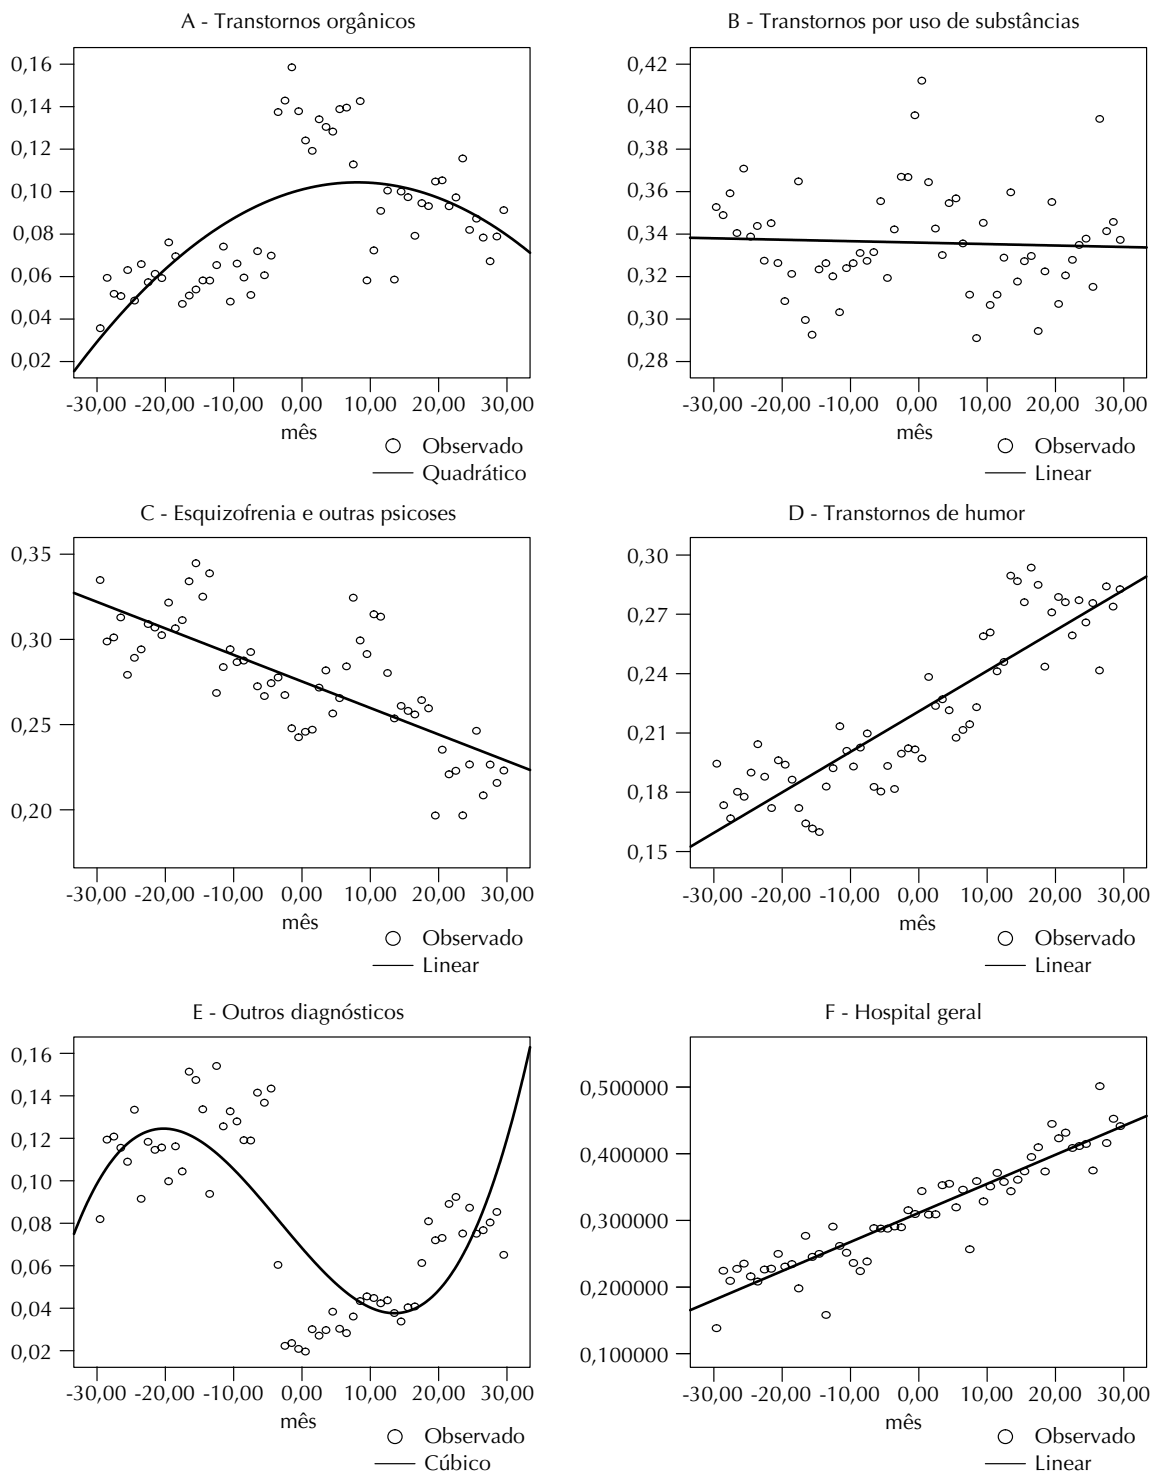 A - Transtornos orgânicos
0,16
0,14
0,12
0,10
0,08
0,06
0,04
0,02
-30,00 -20,00 -10,00 0,00 10,00 20,00 30,00
mês
Observado
Quadrático
B - Transtornos por uso de substâncias
0,42
0,40
0,38
0,36
0,34
0,32
0,30
0,28
-30,00 -20,00 -10,00 0,00 10,00 20,00 30,00
mês
Observado
Linear
C - Esquizofrenia e outras psicoses
0,35
0,30
0,25
0,20
-30,00 -20,00 -10,00 0,00 10,00 20,00 30,00
mês
Observado
Linear
D - Transtornos de humor
0,30
0,27
0,24
0,21
0,18
0,15
-30,00 -20,00 -10,00 0,00 10,00 20,00 30,00
mês
Observado
Linear
E - Outros diagnósticos
0,16
0,14
0,12
0,10
0,08
0,06
0,04
0,02
-30,00 -20,00 -10,00 0,00 10,00 20,00 30,00
mês
Observado
Cúbico
F - Hospital geral
0,500000
0,400000
0,300000
0,200000
0,100000
-30,00 -20,00 -10,00 0,00 10,00 20,00 30,00
mês
Observado
Linear